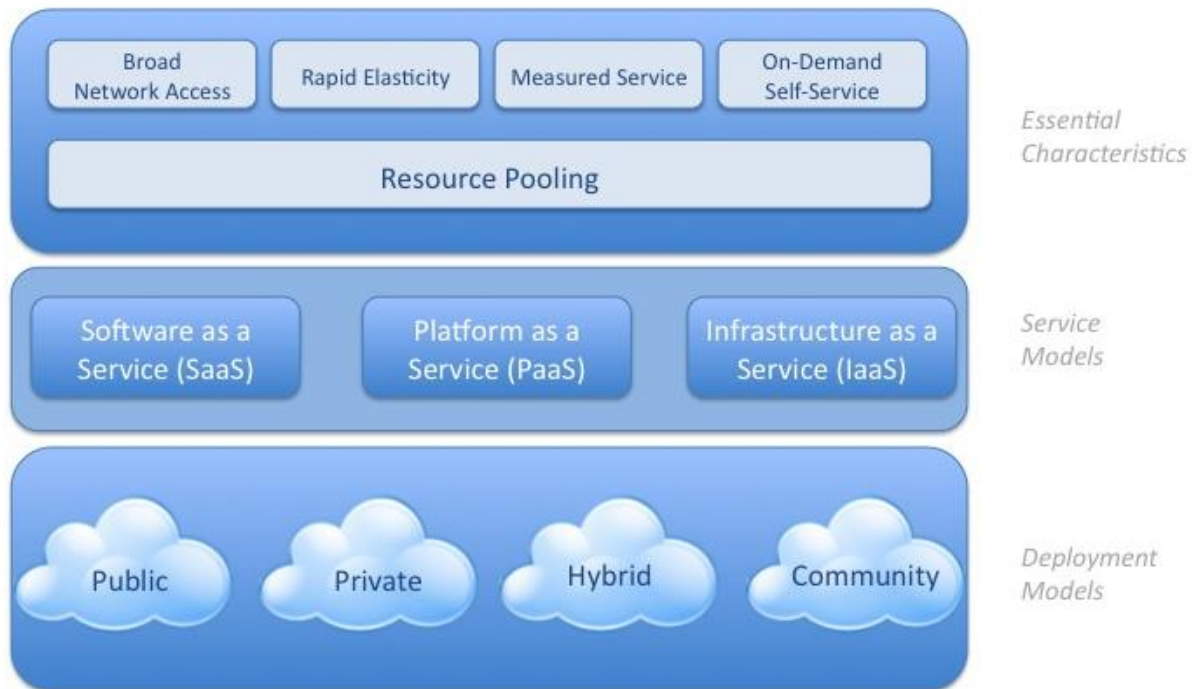 Broad
Network Access
Rapid Elasticity
Measured Service
On-Demand
Self-Service
Resource Pooling
Essential
Characteristics
Software as a
Service (SaaS)
Platform as a
Service (PaaS)
Infrastructure as a
Service (IaaS)
Service
Models
Public
Private
Hybrid
Community
Deployment
Models